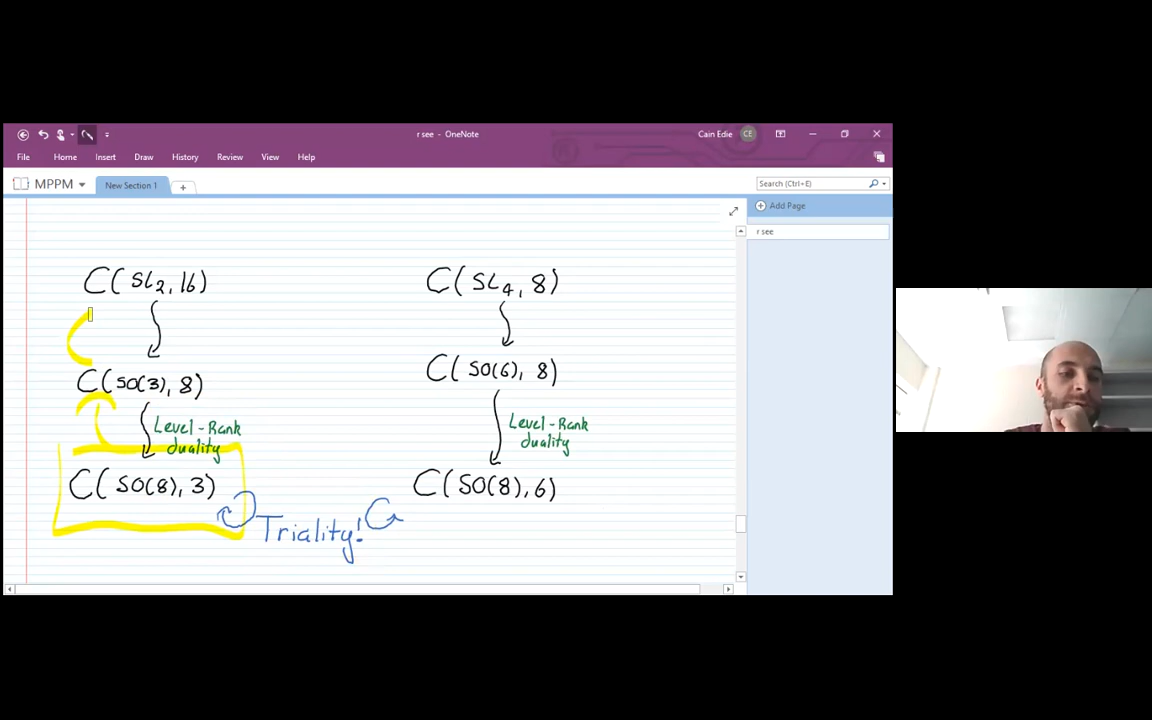 r see - OneNote
Cain Edie
CE
File
Home
Insert
Draw
History
Review
View
Help
MPPM
New Section 1
Search (Ctrl+E)
Add Page
r see
C(SL2,16)
C(SL4,8)
C(SO(3),8)
C(SO(6),8)
Level-Rank
duality
Level-Rank
duality
C(SO(8),3)
C(SO(8),6)
Triality!